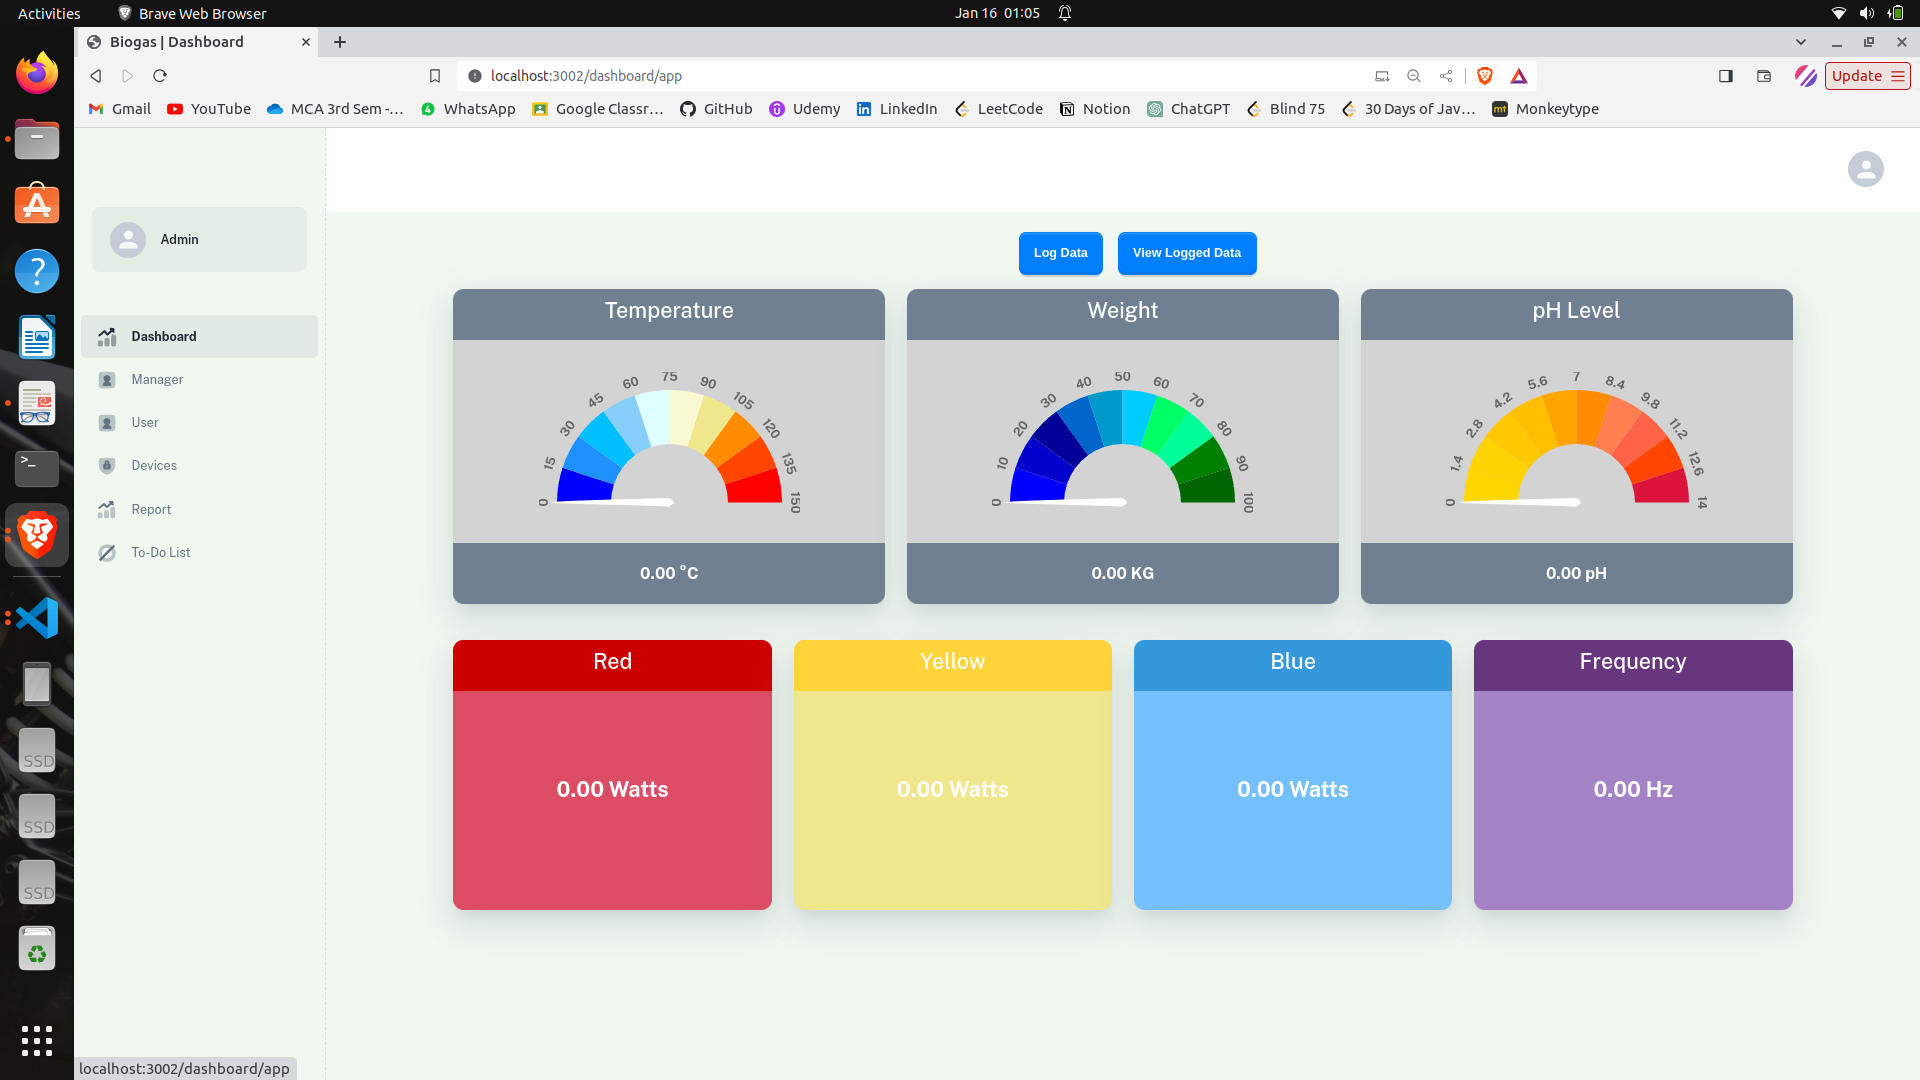 Activities Brave Web Browser Jan 16 01:05
Biogas | Dashboard
localhost:3002/dashboard/app Update
Gmail YouTube MCA 3rd Sem -... WhatsApp Google Classr... GitHub Udemy LinkedIn LeetCode Notion ChatGPT Blind 75 30 Days of Jav... mt Monkeytype
Admin
Dashboard
Manager
User
Devices
Report
To-Do List
Log Data View Logged Data
Temperature
0 15 30 45 60 75 90 105 120 135 150
0.00 °C
Weight
0 10 20 30 40 50 60 70 80 90 100
0.00 KG
pH Level
0 1.4 2.8 4.2 5.6 7 8.4 9.8 11.2 12.6 14
0.00 pH
Red
0.00 Watts
Yellow
0.00 Watts
Blue
0.00 Watts
Frequency
0.00 Hz
SSD
SSD
SSD
localhost:3002/dashboard/app